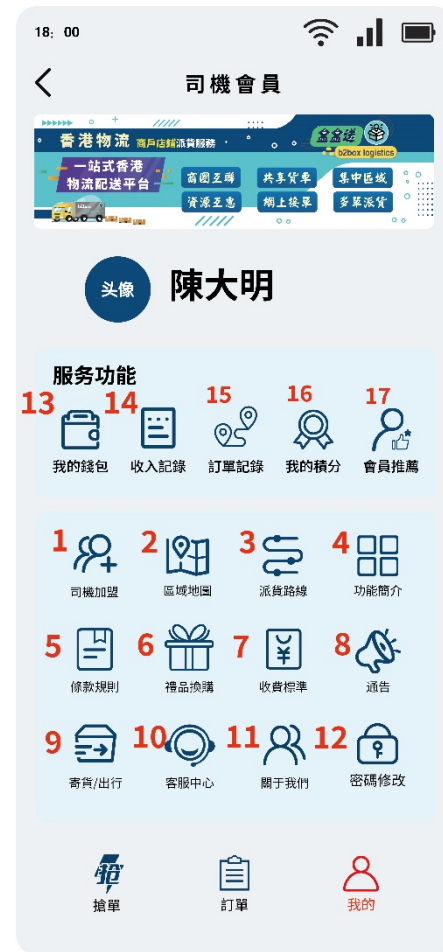 18：00
司機會員
香港物流 商戶店鋪派貨服務
盒盒送
b2box logistics
一站式香港
物流配送平台
商圈互聯 共享貨車 集中區域
資源互惠 網上接單 多單派貨
头像 陳大明
服务功能
13 14 15 16 17
我的錢包 收入記錄 訂單記錄 我的積分 會員推薦
1 2 3 4
司機加盟 區域地圖 派貨路線 功能簡介
5 6 7 8
條款規則 禮品換購 收費標準 通告
9 10 11 12
寄貨/出行 客服中心 關于我們 密碼修改
搶單 訂單 我的